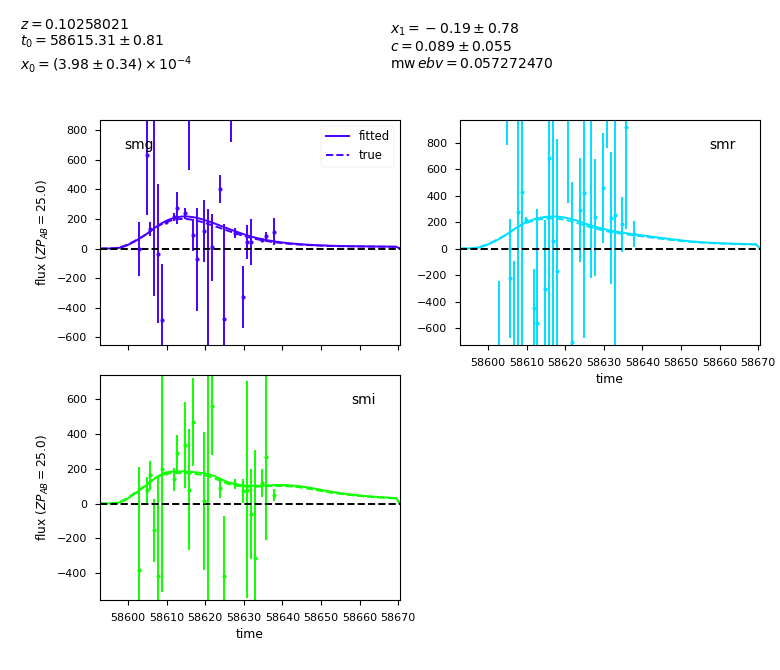 z = 0.10258021
t₀ = 58615.31 ± 0.81
x₀ = (3.98 ± 0.34) × 10⁻⁴
x₁ = −0.19 ± 0.78
c = 0.089 ± 0.055
mw ebv = 0.057272470
smg
fitted
true
flux (ZP_AB = 25.0)
800
600
400
200
0
−200
−400
−600
smr
800
600
400
200
0
−200
−400
−600
58600 58610 58620 58630 58640 58650 58660 58670
time
smi
flux (ZP_AB = 25.0)
600
400
200
0
−200
−400
58600 58610 58620 58630 58640 58650 58660 58670
time